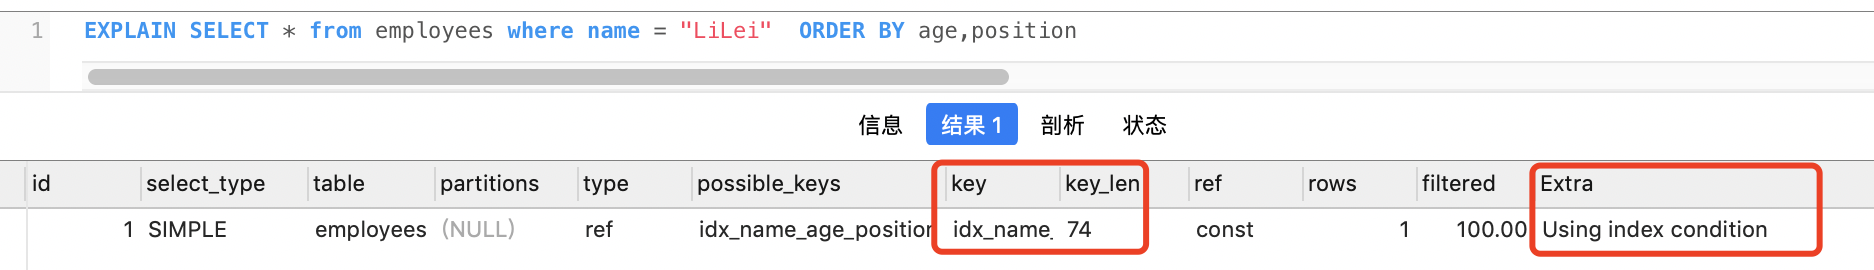 1 EXPLAIN SELECT * from employees where name = "LiLei"  ORDER BY age,position
信息 结果 1 剖析 状态
id select_type table partitions type possible_keys key key_len ref rows filtered Extra
1 SIMPLE employees (NULL) ref idx_name_age_position idx_name_ 74 const 1 100.00 Using index condition